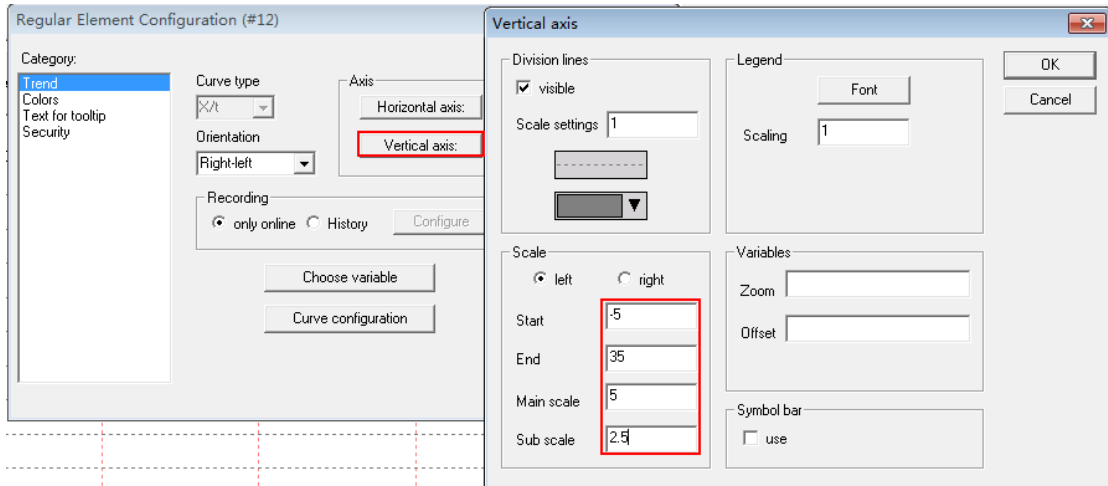 Regular Element Configuration (#12)
Category:
Trend
Colors
Text for tooltip
Security
Curve type
X/t
Orientation
Right-left
Axis
Horizontal axis:
Vertical axis:
Recording
only online
History
Configure
Choose variable
Curve configuration
Vertical axis
Division lines
visible
Scale settings 1
Legend
Font
Scaling 1
OK
Cancel
Scale
left
right
Start -5
End 35
Main scale 5
Sub scale 2.5
Variables
Zoom
Offset
Symbol bar
use